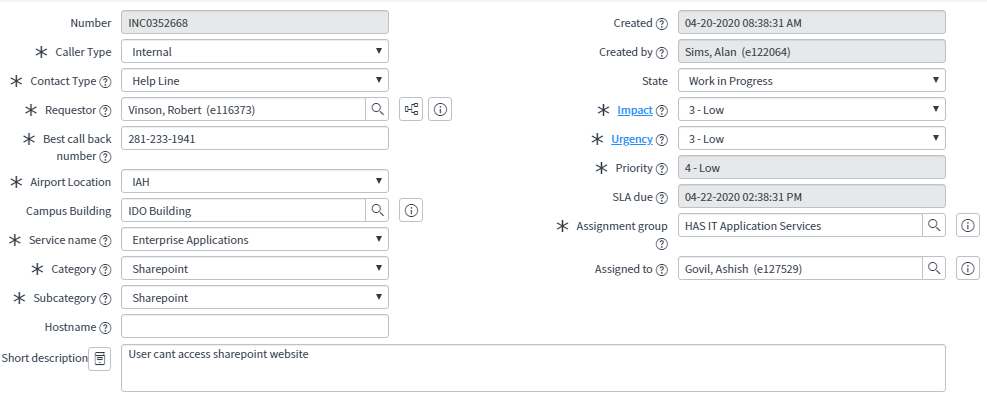 Number INC0352668
Caller Type Internal
Contact Type Help Line
Requestor Vinson, Robert (e116373)
Best call back number 281-233-1941
Airport Location IAH
Campus Building IDO Building
Service name Enterprise Applications
Category Sharepoint
Subcategory Sharepoint
Hostname
Created 04-20-2020 08:38:31 AM
Created by Sims, Alan (e122064)
State Work in Progress
Impact 3 - Low
Urgency 3 - Low
Priority 4 - Low
SLA due 04-22-2020 02:38:31 PM
Assignment group HAS IT Application Services
Assigned to Govil, Ashish (e127529)
Short description User cant access sharepoint website